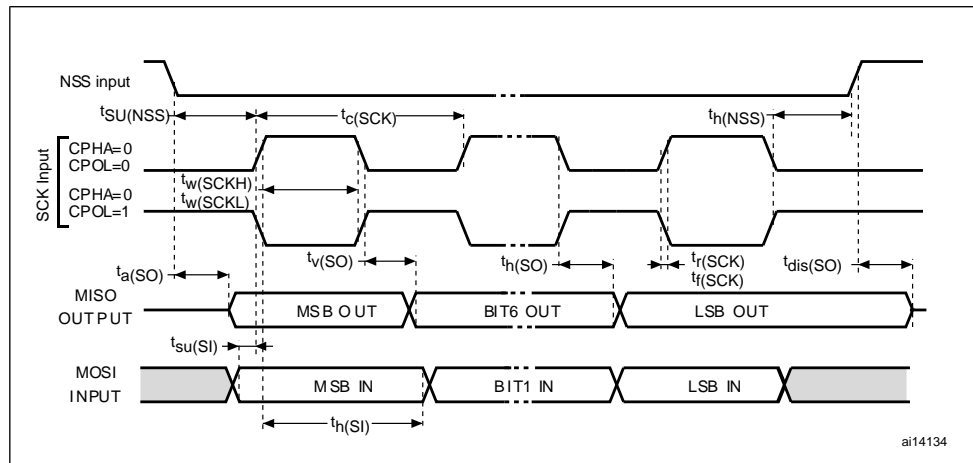 NSS input
tSU(NSS)
tc(SCK)
th(NSS)
SCK Input
CPHA=0
CPOL=0
CPHA=0
CPOL=1
tw(SCKH)
tw(SCKL)
ta(SO)
tv(SO)
th(SO)
tr(SCK)
tf(SCK)
tdis(SO)
MISO
OUTPUT
MSB OUT
BIT6 OUT
LSB OUT
tsu(SI)
MOSI
INPUT
MSB IN
BIT1 IN
LSB IN
th(SI)
ai14134